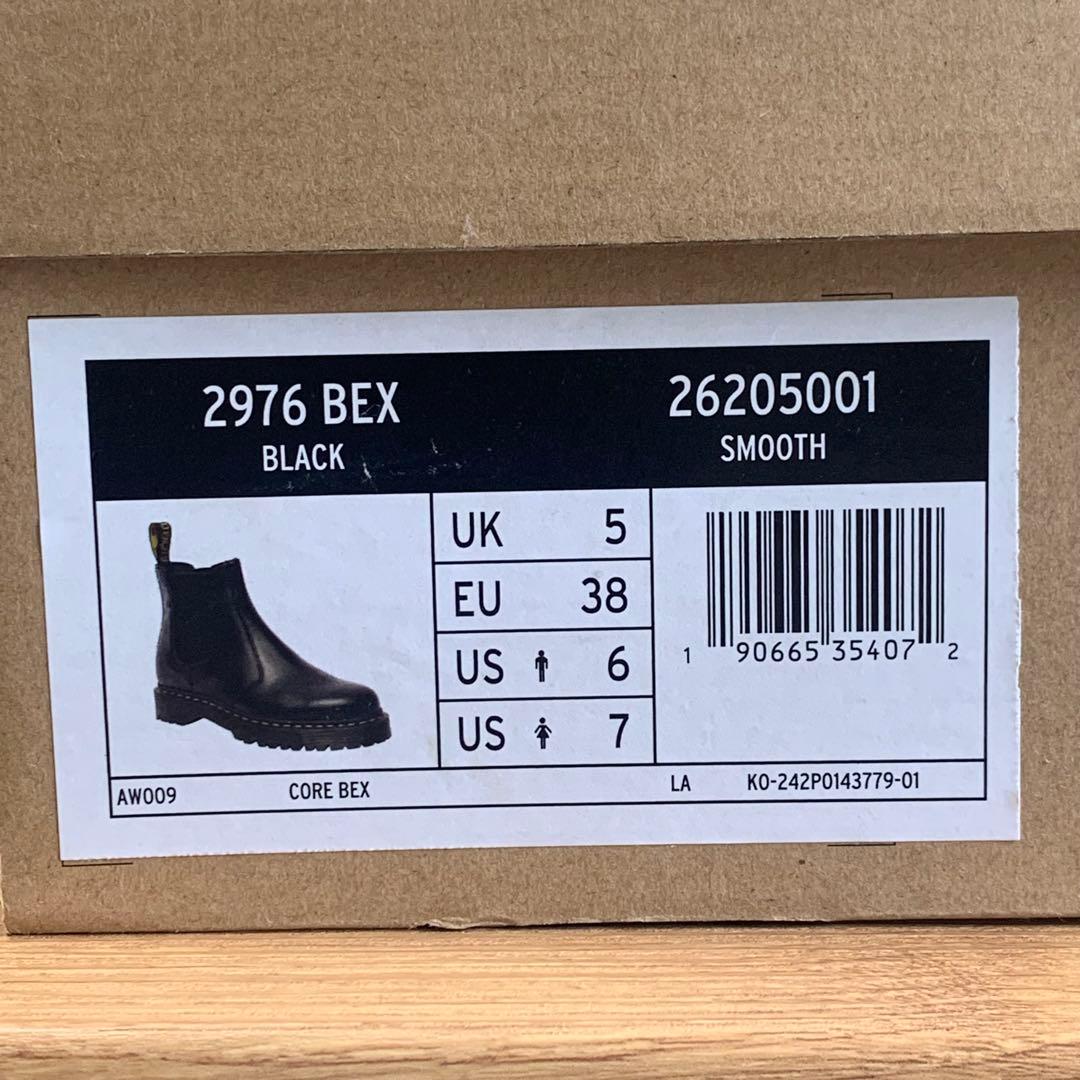 2976 BEX
BLACK
26205001
SMOOTH
UK 5
EU 38
US 6
US 7
1 90665 35407 2
AW009 CORE BEX LA KO-242P0143779-01